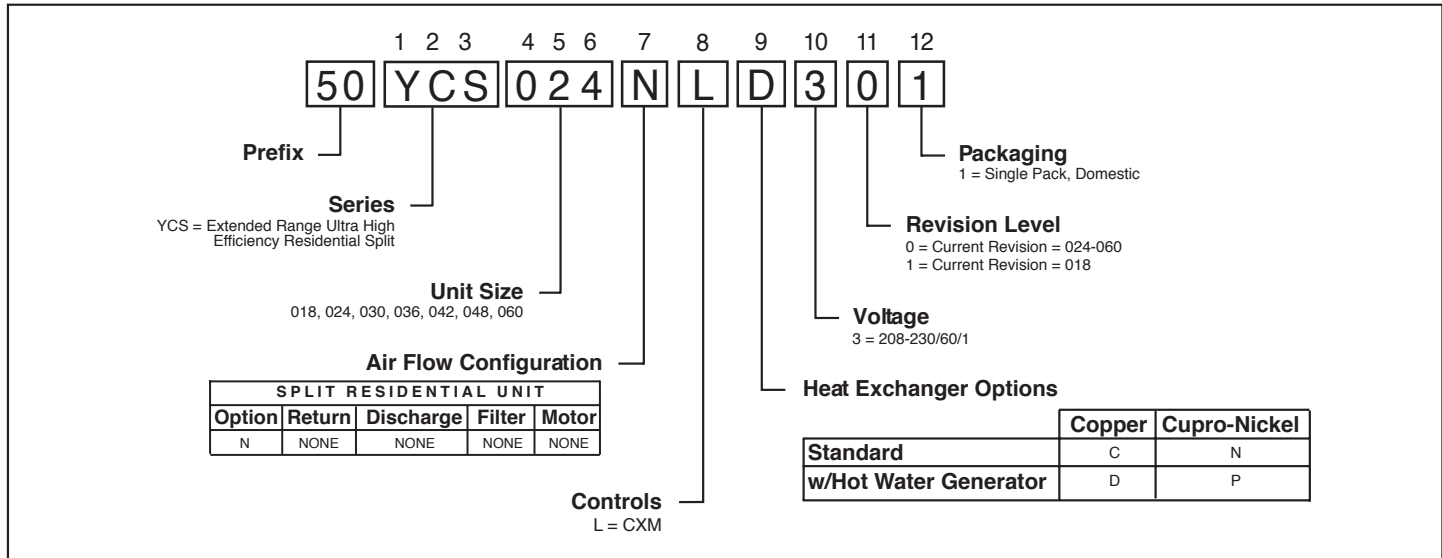 1 2 3 4 5 6 7 8 9 10 11 12
50 YCS 024 N L D 3 0 1
Prefix
Series
YCS = Extended Range Ultra High
Efficiency Residential Split
Unit Size
018, 024, 030, 036, 042, 048, 060
Air Flow Configuration
SPLIT RESIDENTIAL UNIT
Option Return Discharge Filter Motor
N NONE NONE NONE NONE
Controls
L = CXM
Packaging
1 = Single Pack, Domestic
Revision Level
0 = Current Revision = 024-060
1 = Current Revision = 018
Voltage
3 = 208-230/60/1
Heat Exchanger Options
Copper Cupro-Nickel
Standard C N
w/Hot Water Generator D P